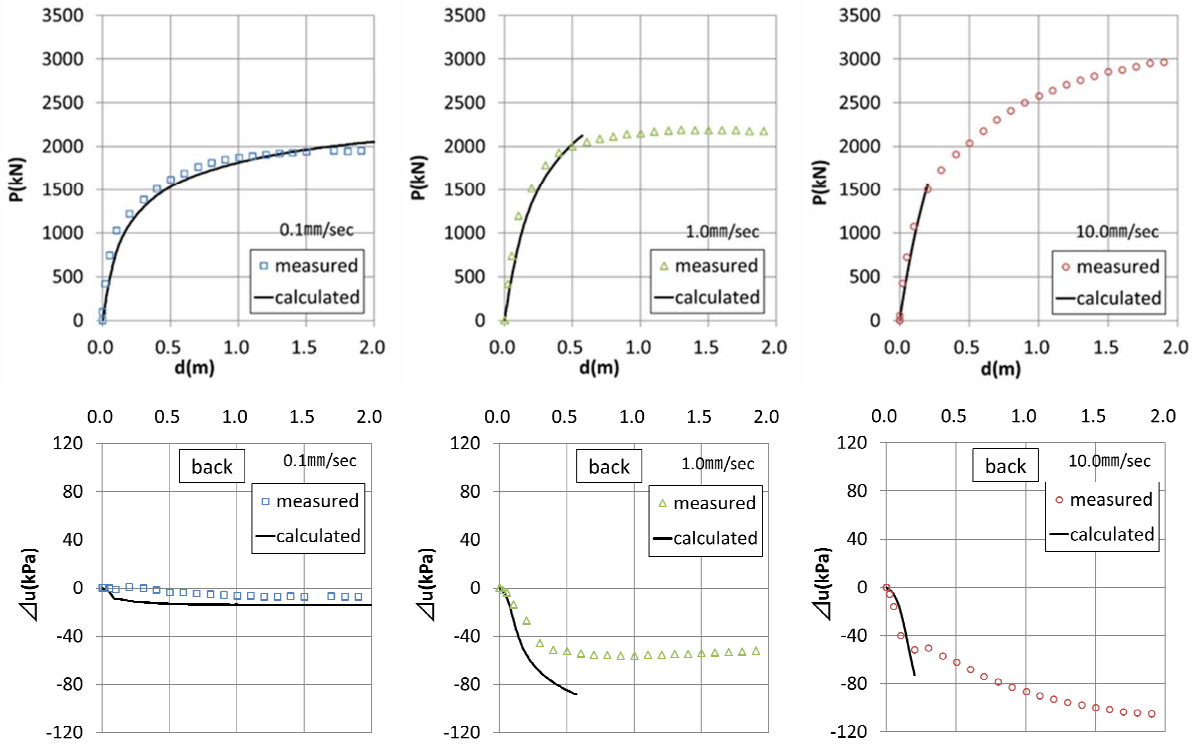 3500
3000
2500
2000
1500
1000
500
0
P(kN)
0.0 0.5 1.0 1.5 2.0
d(m)
0.1mm/sec
measured
calculated
3500
3000
2500
2000
1500
1000
500
0
P(kN)
0.0 0.5 1.0 1.5 2.0
d(m)
1.0mm/sec
measured
calculated
3500
3000
2500
2000
1500
1000
500
0
P(kN)
0.0 0.5 1.0 1.5 2.0
d(m)
10.0mm/sec
measured
calculated
0.0 0.5 1.0 1.5 2.0
120
80
40
0
-40
-80
-120
⊿u(kPa)
back
0.1mm/sec
measured
calculated
0.0 0.5 1.0 1.5 2.0
120
80
40
0
-40
-80
-120
⊿u(kPa)
back
1.0mm/sec
measured
calculated
0.0 0.5 1.0 1.5 2.0
120
80
40
0
-40
-80
-120
⊿u(kPa)
back
10.0mm/sec
measured
calculated